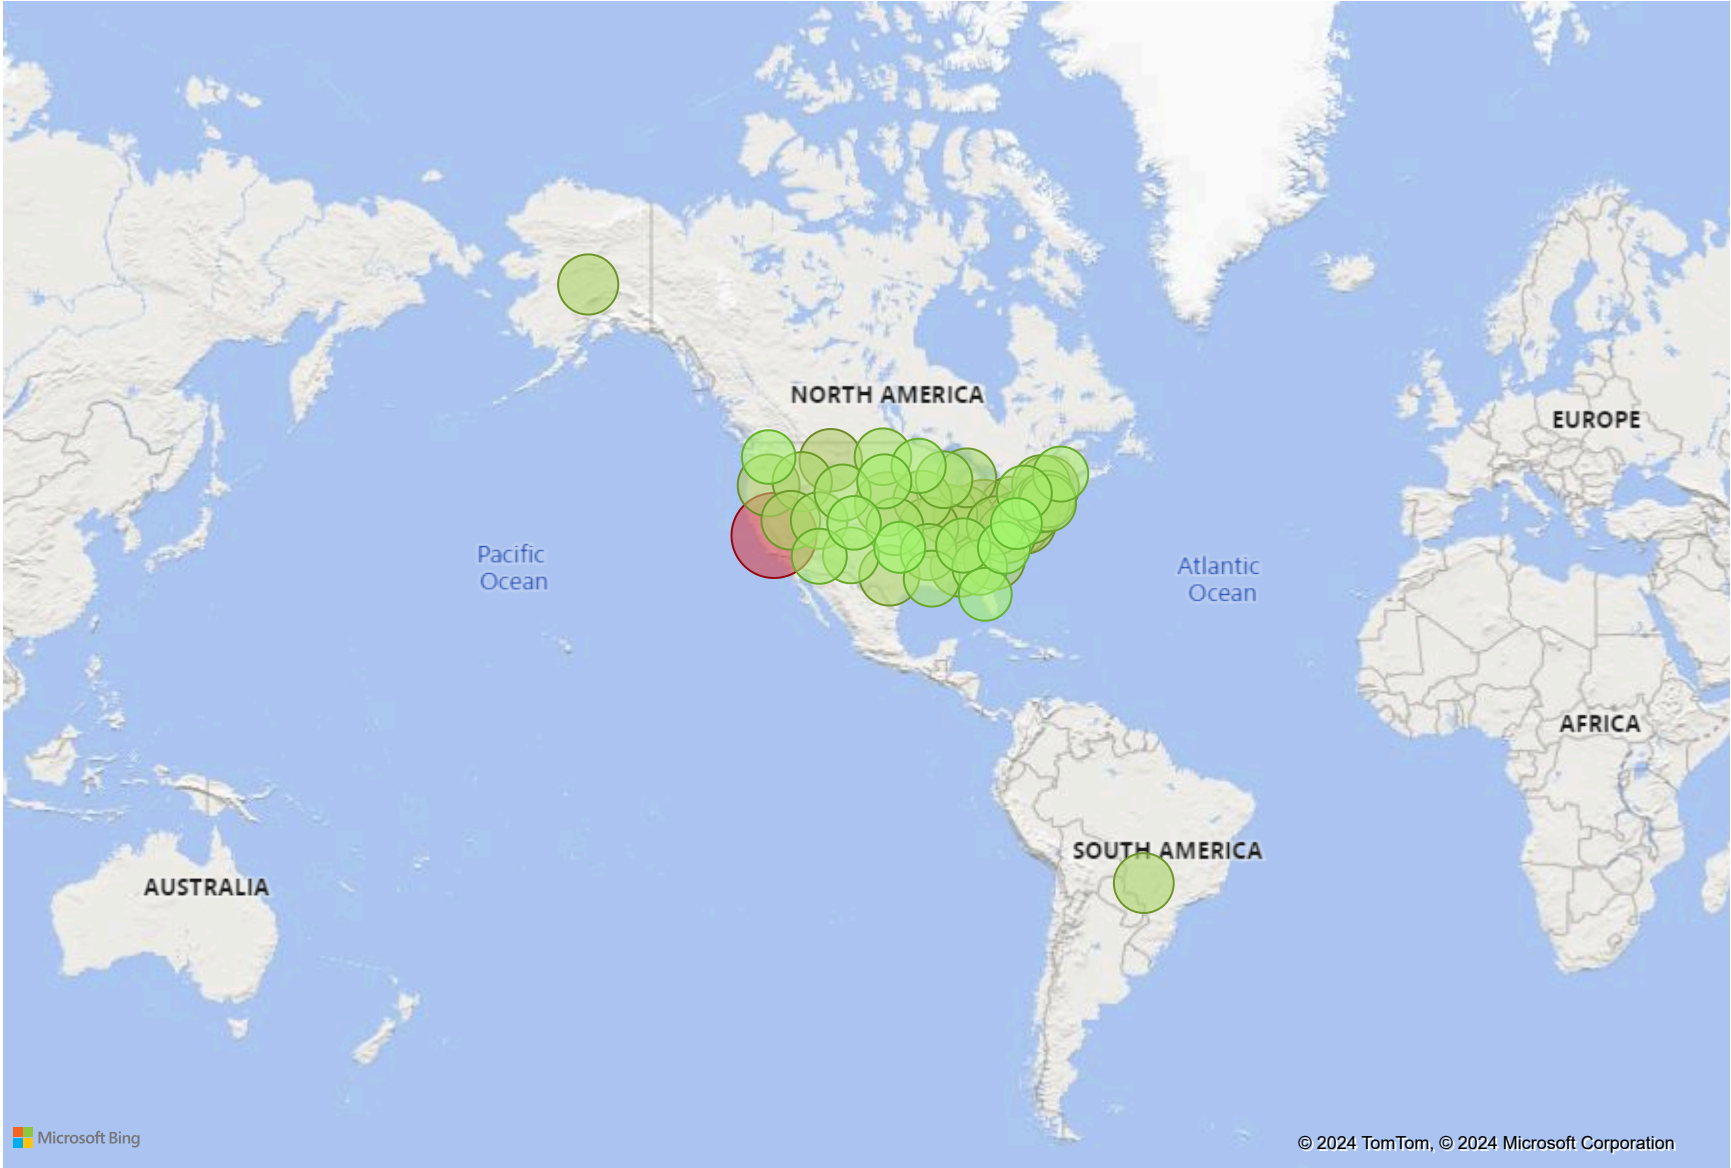 NORTH AMERICA
EUROPE
Pacific
Ocean
Atlantic
Ocean
AFRICA
SOUTH AMERICA
AUSTRALIA
Microsoft Bing
© 2024 TomTom, © 2024 Microsoft Corporation